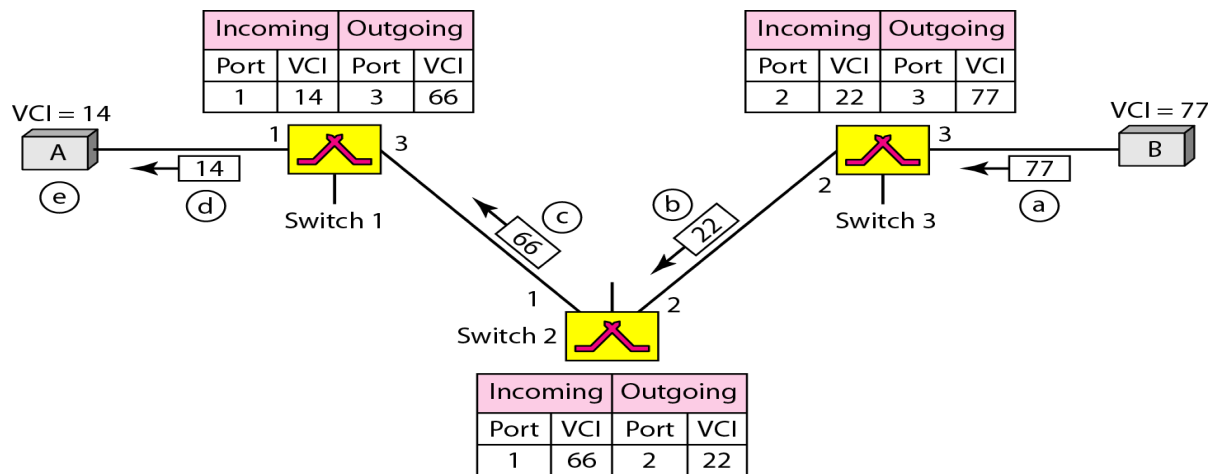 Incoming Outgoing
Port VCI Port VCI
1 14 3 66
Incoming Outgoing
Port VCI Port VCI
2 22 3 77
VCI = 14
VCI = 77
A
1
3
3
B
14
2
77
e
d
Switch 1
c
b
Switch 3
a
66
22
1
2
Switch 2
Incoming Outgoing
Port VCI Port VCI
1 66 2 22